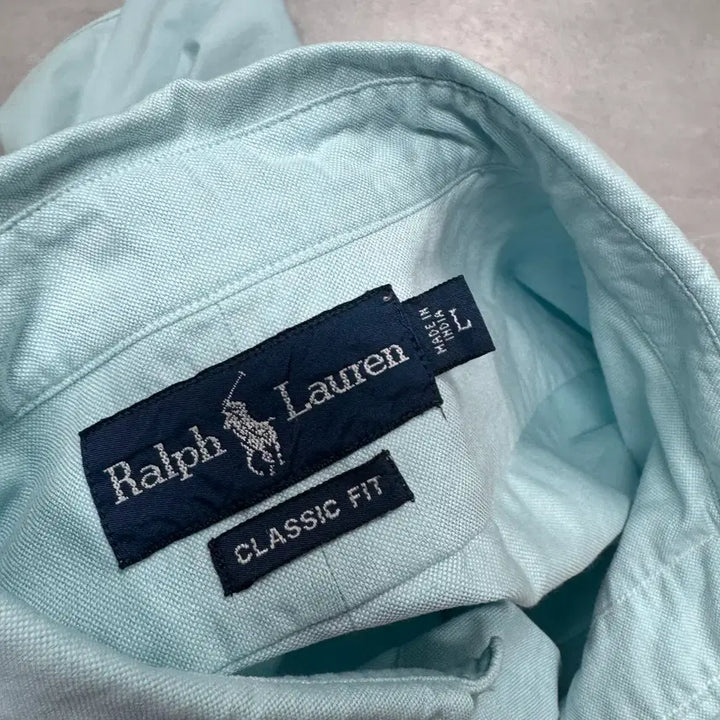 Ralph Lauren
MADE IN
INDIA
L
CLASSIC FIT